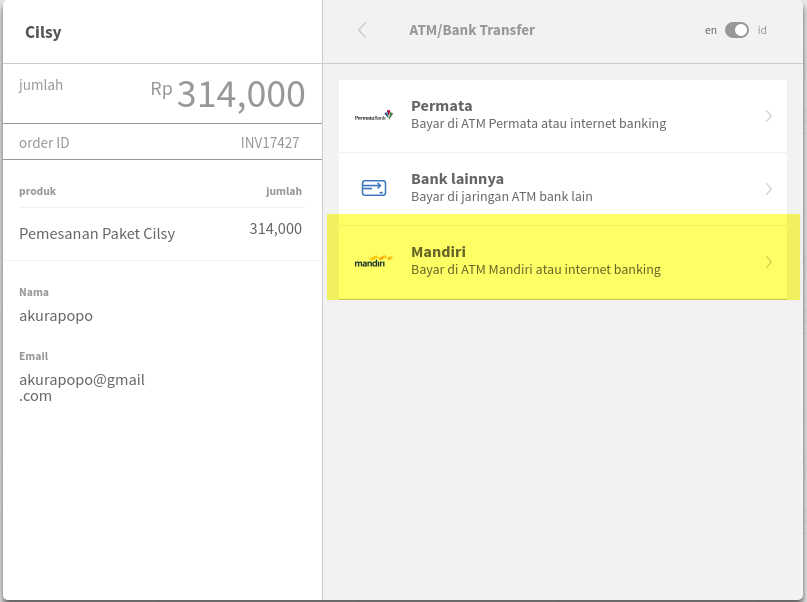 Cilsy
jumlah
Rp 314,000
order ID INV17427
produk Jumlah
Pemesanan Paket Cilsy 314,000
Nama
akurapopo
Email
akurapopo@gmail
.com
ATM/Bank Transfer
en id
PermataBank
Permata
Bayar di ATM Permata atau internet banking
Bank lainnya
Bayar di jaringan ATM bank lain
mandiri
Mandiri
Bayar di ATM Mandiri atau internet banking